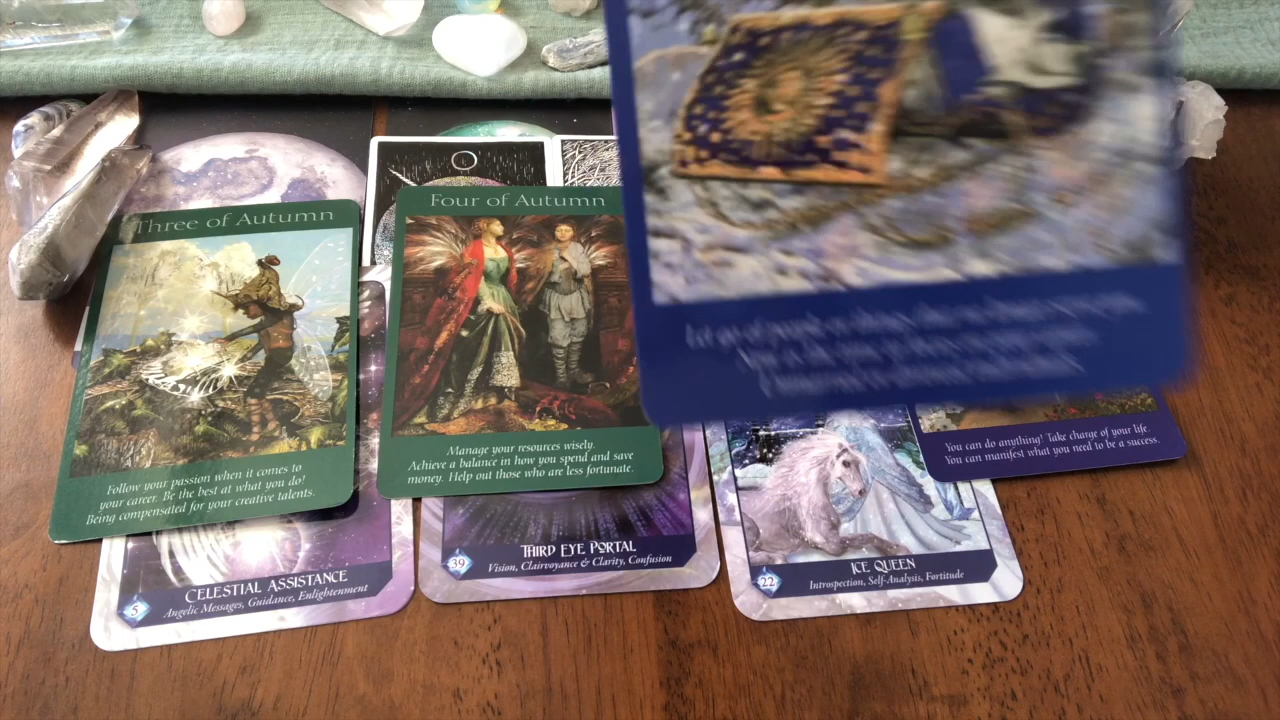 Three of Autumn
Follow your passion when it comes to
your career. Be the best at what you do!
Being compensated for your creative talents.
Four of Autumn
Manage your resources wisely.
Achieve a balance in how you spend and save
money. Help out those who are less fortunate.
You can do anything! Take charge of your life.
You can manifest what you need to be a success.
5
CELESTIAL ASSISTANCE
Angelic Messages, Guidance, Enlightenment
39
THIRD EYE PORTAL
Vision, Clairvoyance & Clarity, Confusion
22
ICE QUEEN
Introspection, Self-Analysis, Fortitude